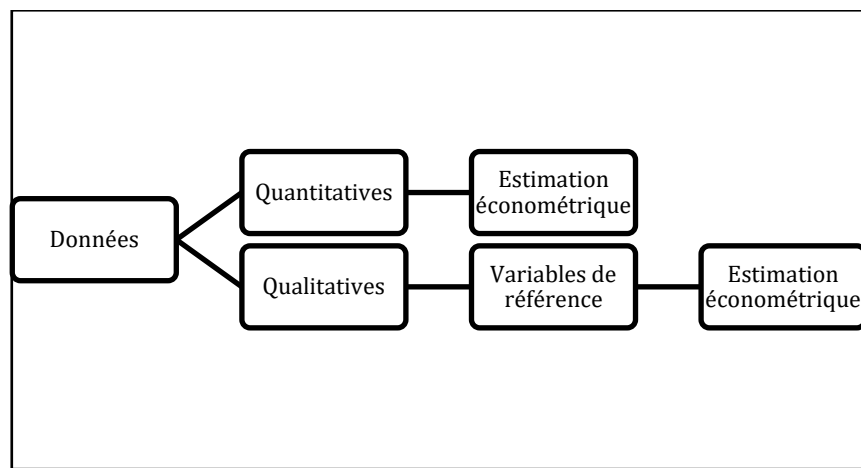 Données
Quantitatives
Estimation
économétrique
Qualitatives
Variables de
référence
Estimation
économétrique